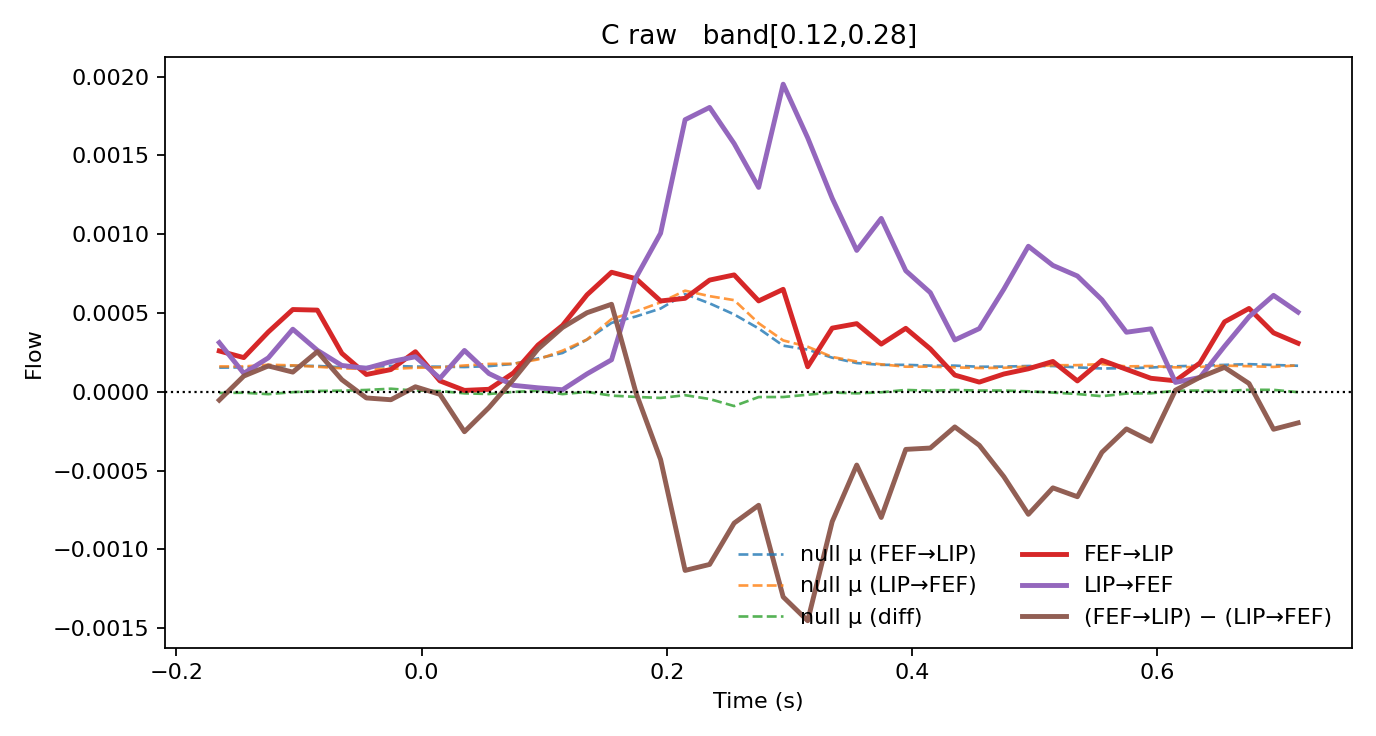 C raw   band[0.12,0.28]
Flow
0.0020
0.0015
0.0010
0.0005
0.0000
−0.0005
−0.0010
−0.0015
−0.2
0.0
0.2
0.4
0.6
Time (s)
null μ (FEF→LIP)
null μ (LIP→FEF)
null μ (diff)
FEF→LIP
LIP→FEF
(FEF→LIP) − (LIP→FEF)